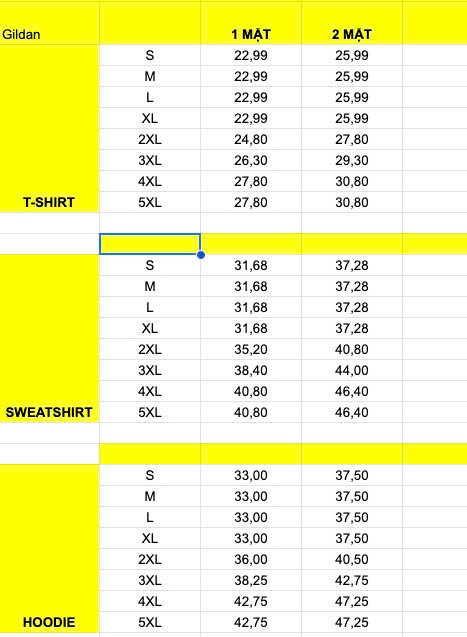 1 MẶT 2 MẶT
Gildan
S 22,99 25,99
M 22,99 25,99
L 22,99 25,99
XL 22,99 25,99
2XL 24,80 27,80
3XL 26,30 29,30
4XL 27,80 30,80
T-SHIRT 5XL 27,80 30,80
S 31,68 37,28
M 31,68 37,28
L 31,68 37,28
XL 31,68 37,28
2XL 35,20 40,80
3XL 38,40 44,00
4XL 40,80 46,40
SWEATSHIRT 5XL 40,80 46,40
S 33,00 37,50
M 33,00 37,50
L 33,00 37,50
XL 33,00 37,50
2XL 36,00 40,50
3XL 38,25 42,75
4XL 42,75 47,25
HOODIE 5XL 42,75 47,25